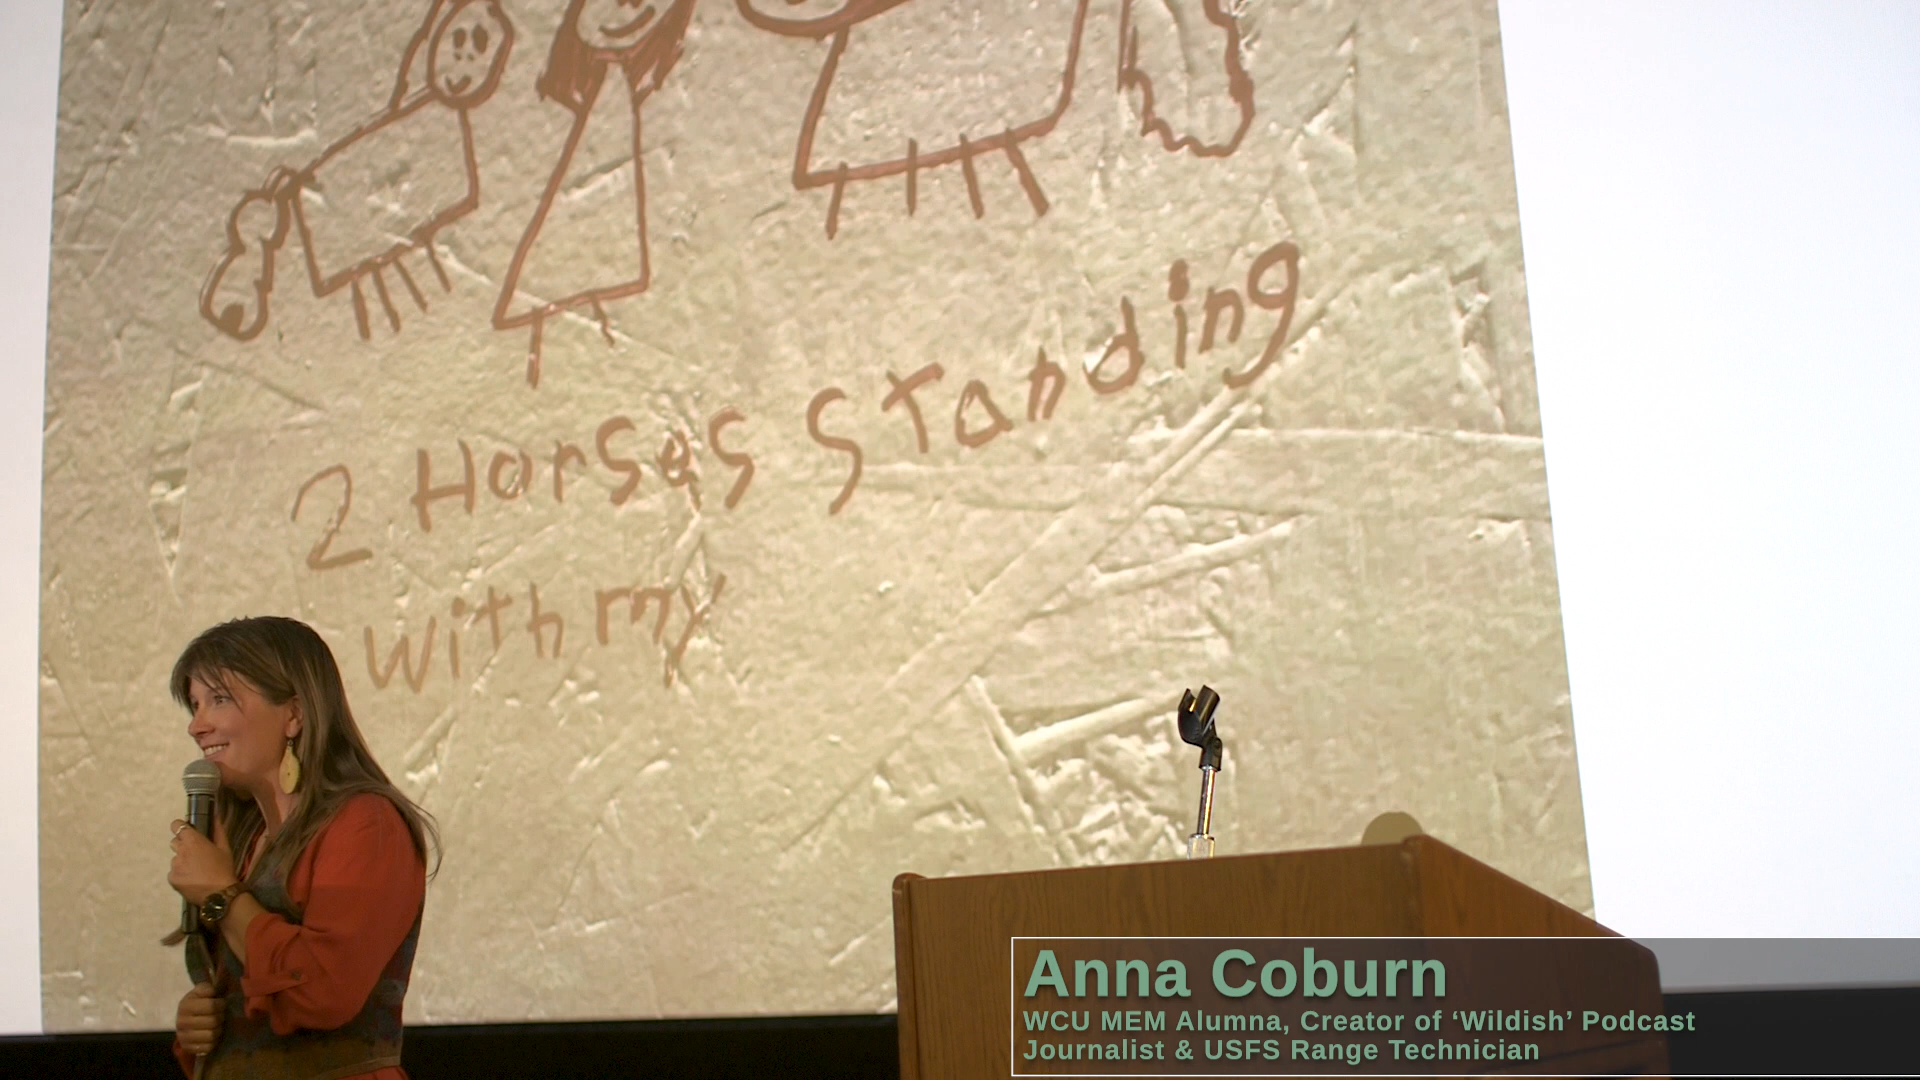 2 Horses Standing
with my
Anna Coburn
WCU MEM Alumna, Creator of ‘Wildish’ Podcast
Journalist & USFS Range Technician